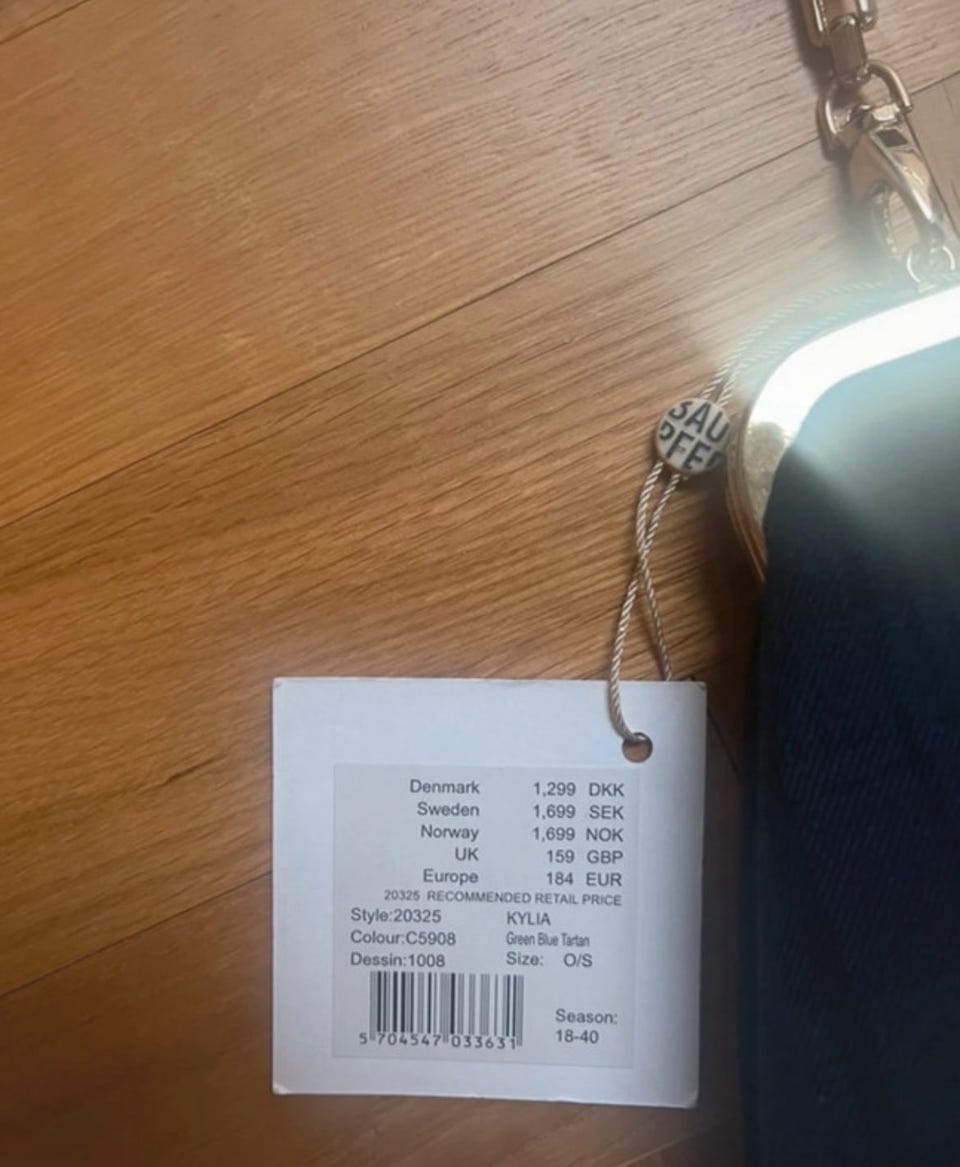 BAU
PFER
Denmark 1,299 DKK
Sweden 1,699 SEK
Norway 1,699 NOK
UK 159 GBP
Europe 184 EUR
20325 RECOMMENDED RETAIL PRICE
Style:20325 KYLIA
Colour:C5908 Green Blue Tartan
Dessin:1008 Size: O/S
Season:
18-40
5 704547 033631